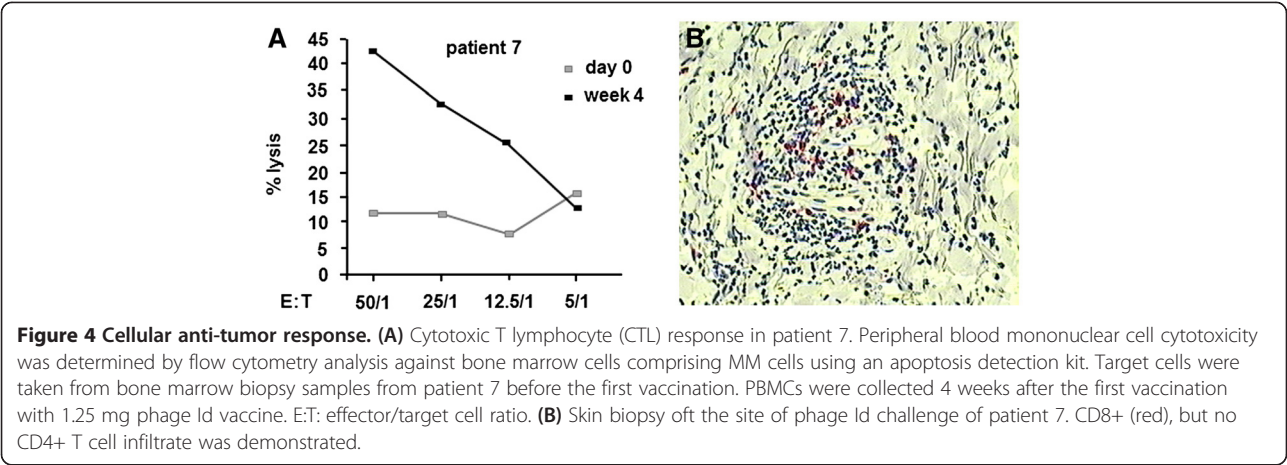 A
B
patient 7
day 0
week 4
% lysis
45
40
35
30
25
20
15
10
5
0
E:T 50/1 25/1 12.5/1 5/1
Figure 4 Cellular anti-tumor response. (A) Cytotoxic T lymphocyte (CTL) response in patient 7. Peripheral blood mononuclear cell cytotoxicity
was determined by flow cytometry analysis against bone marrow cells comprising MM cells using an apoptosis detection kit. Target cells were
taken from bone marrow biopsy samples from patient 7 before the first vaccination. PBMCs were collected 4 weeks after the first vaccination
with 1.25 mg phage Id vaccine. E:T: effector/target cell ratio. (B) Skin biopsy oft the site of phage Id challenge of patient 7. CD8+ (red), but no
CD4+ T cell infiltrate was demonstrated.